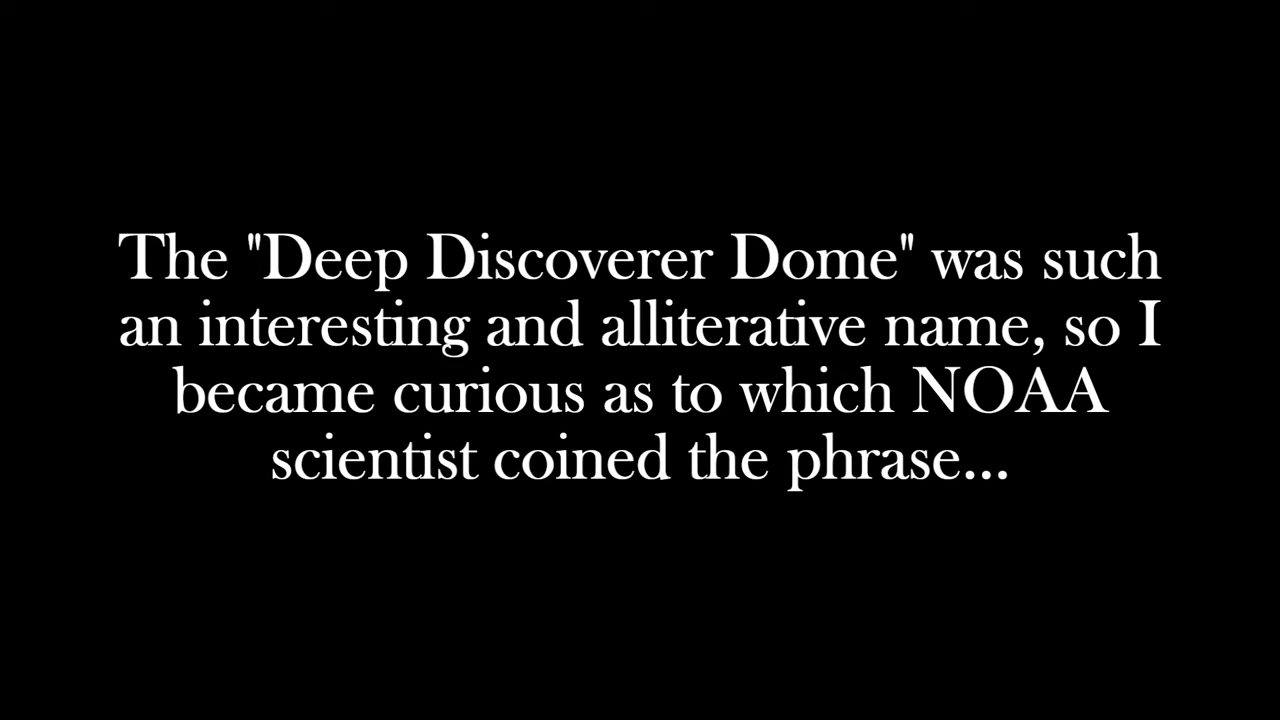 The "Deep Discoverer Dome" was such
an interesting and alliterative name, so I
became curious as to which NOAA
scientist coined the phrase...